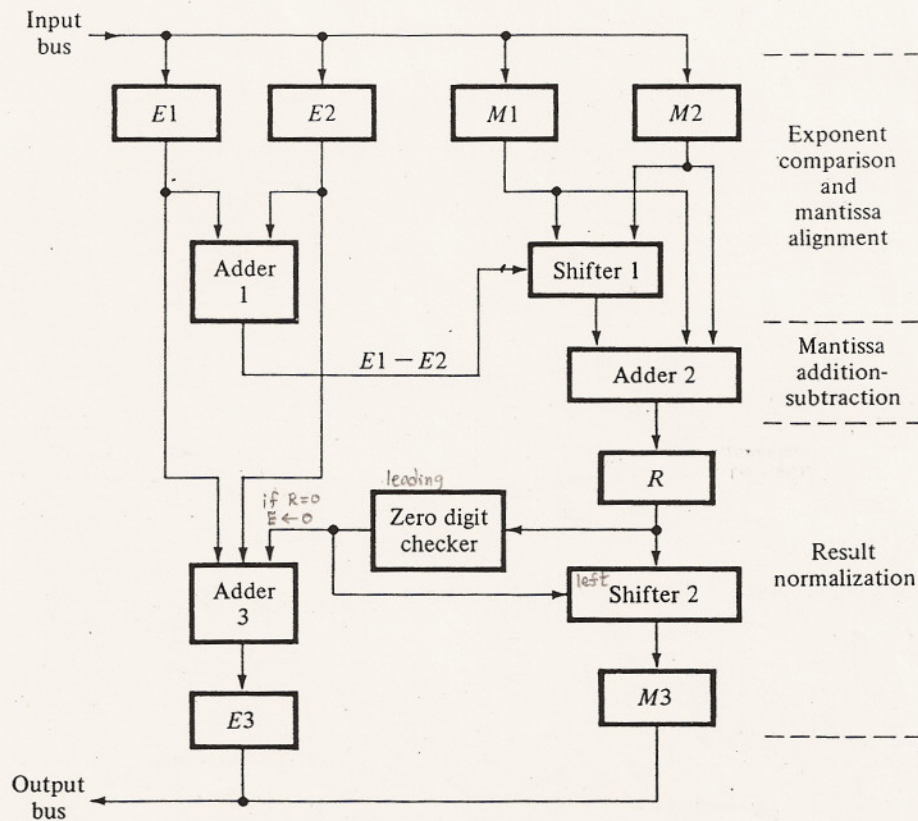 Input
bus
E1
E2
M1
M2
Exponent
comparison
and
mantissa
alignment
Adder
1
Shifter 1
E1 − E2
Mantissa
addition-
subtraction
Adder 2
R
leading
if R=0
E ← 0
Zero digit
checker
Result
normalization
left
Shifter 2
Adder
3
M3
E3
Output
bus